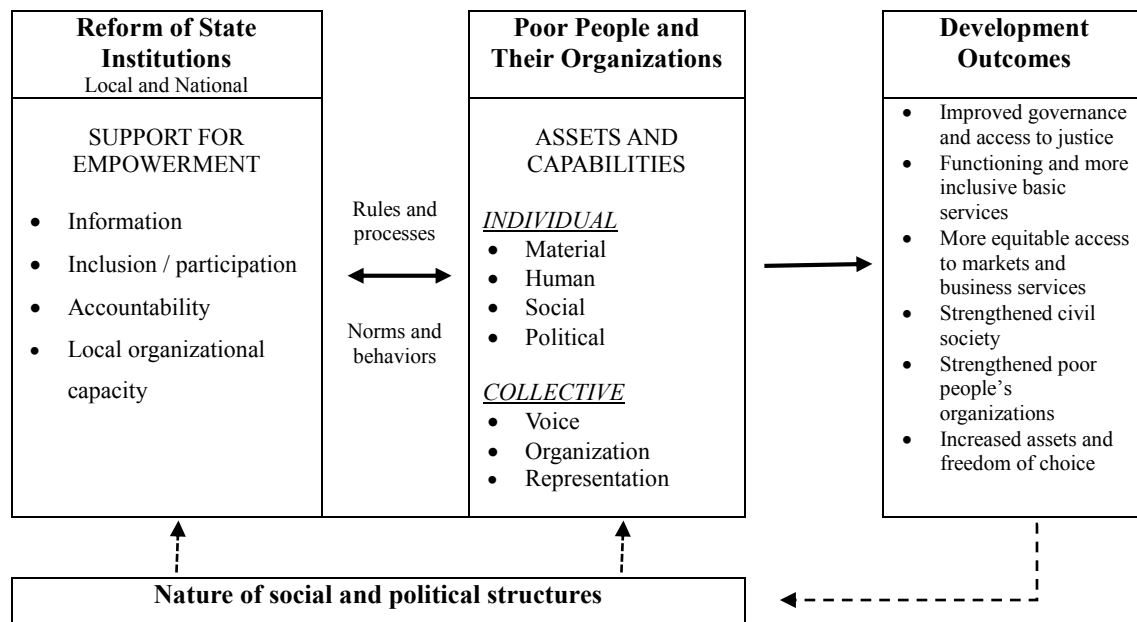 Reform of State
Institutions
Local and National
SUPPORT FOR
EMPOWERMENT
• Information
• Inclusion / participation
• Accountability
• Local organizational
capacity
Rules and
processes
Norms and
behaviors
Poor People and
Their Organizations
ASSETS AND
CAPABILITIES
INDIVIDUAL
• Material
• Human
• Social
• Political
COLLECTIVE
• Voice
• Organization
• Representation
Development
Outcomes
• Improved governance
and access to justice
• Functioning and more
inclusive basic
services
• More equitable access
to markets and
business services
• Strengthened civil
society
• Strengthened poor
people’s
organizations
• Increased assets and
freedom of choice
Nature of social and political structures